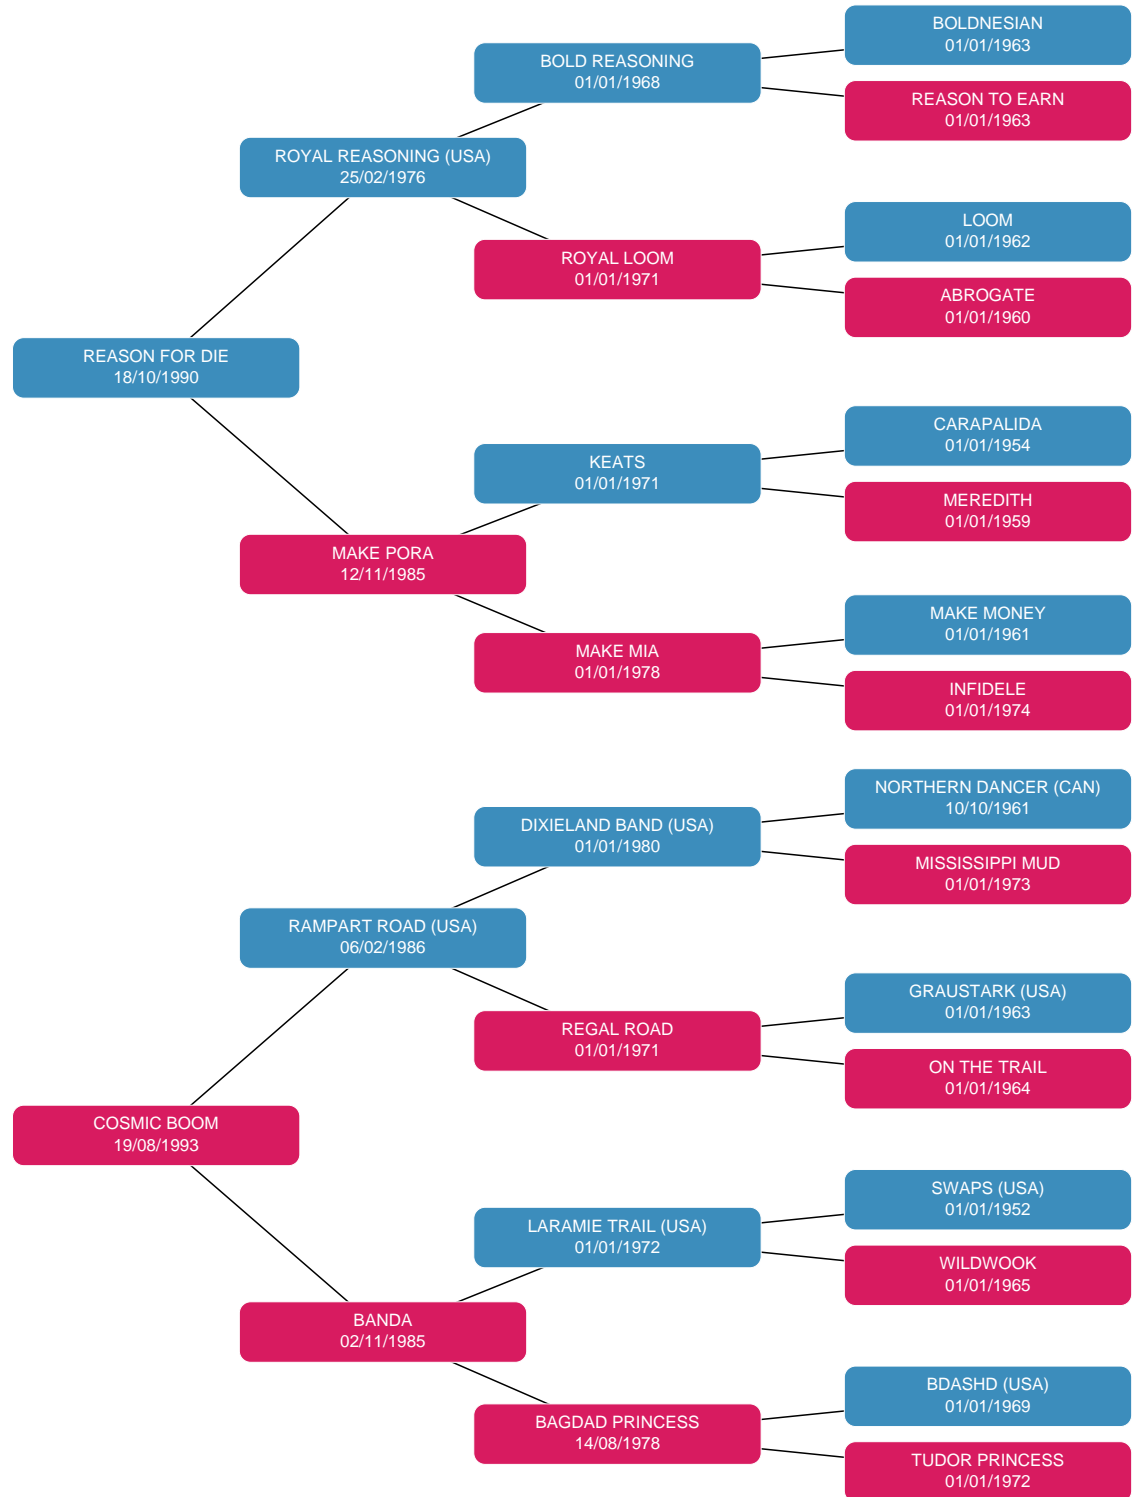 BOLDNESIAN
01/01/1963
BOLD REASONING
01/01/1968
REASON TO EARN
01/01/1963
ROYAL REASONING (USA)
25/02/1976
LOOM
01/01/1962
ROYAL LOOM
01/01/1971
ABROGATE
01/01/1960
REASON FOR DIE
18/10/1990
CARAPALIDA
01/01/1954
KEATS
01/01/1971
MEREDITH
01/01/1959
MAKE PORA
12/11/1985
MAKE MONEY
01/01/1961
MAKE MIA
01/01/1978
INFIDELE
01/01/1974
NORTHERN DANCER (CAN)
10/10/1961
DIXIELAND BAND (USA)
01/01/1980
MISSISSIPPI MUD
01/01/1973
RAMPART ROAD (USA)
06/02/1986
GRAUSTARK (USA)
01/01/1963
REGAL ROAD
01/01/1971
ON THE TRAIL
01/01/1964
COSMIC BOOM
19/08/1993
SWAPS (USA)
01/01/1952
LARAMIE TRAIL (USA)
01/01/1972
WILDWOOK
01/01/1965
BANDA
02/11/1985
BDASHD (USA)
01/01/1969
BAGDAD PRINCESS
14/08/1978
TUDOR PRINCESS
01/01/1972